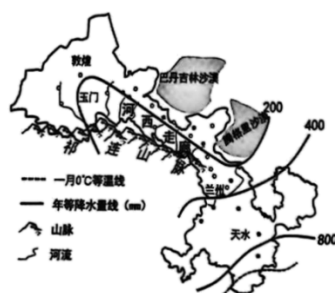 敦煌
巴丹吉林沙漠
玉门
河
西
走
廊
腾格里沙漠
200
400
祁
连
山
脉
兰州
天水
800
一月0℃等温线
年等降水量线(mm)
山脉
河流